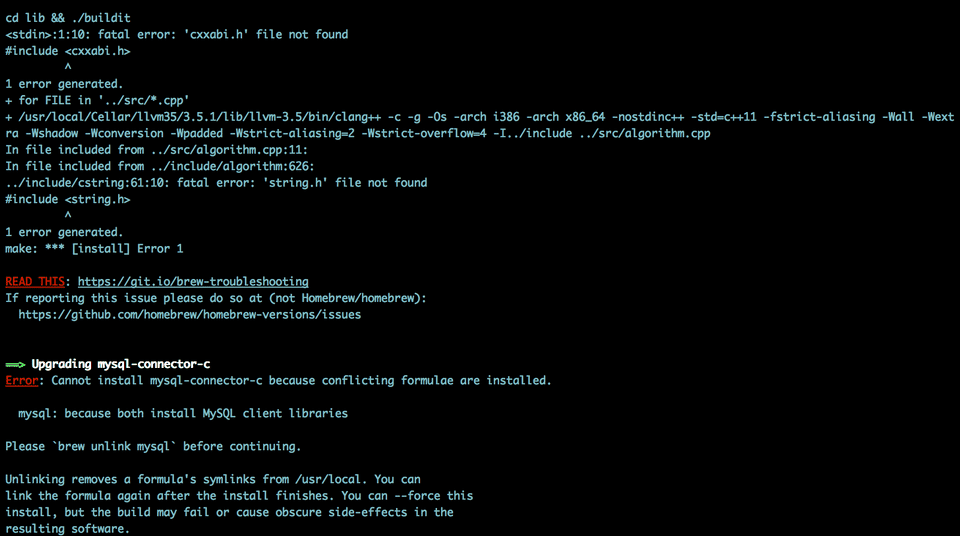 cd lib && ./buildit
<stdin>:1:10: fatal error: 'cxxabi.h' file not found
#include <cxxabi.h>
         ^
1 error generated.
+ for FILE in '../src/*.cpp'
+ /usr/local/Cellar/llvm35/3.5.1/lib/llvm-3.5/bin/clang++ -c -g -Os -arch i386 -arch x86_64 -nostdinc++ -std=c++11 -fstrict-aliasing -Wall -Wext
ra -Wshadow -Wconversion -Wpadded -Wstrict-aliasing=2 -Wstrict-overflow=4 -I../include ../src/algorithm.cpp
In file included from ../src/algorithm.cpp:11:
In file included from ../include/algorithm:626:
../include/cstring:61:10: fatal error: 'string.h' file not found
#include <string.h>
         ^
1 error generated.
make: *** [install] Error 1
READ THIS: https://git.io/brew-troubleshooting
If reporting this issue please do so at (not Homebrew/homebrew):
  https://github.com/homebrew/homebrew-versions/issues
==> Upgrading mysql-connector-c
Error: Cannot install mysql-connector-c because conflicting formulae are installed.
  mysql: because both install MySQL client libraries
Please `brew unlink mysql` before continuing.
Unlinking removes a formula's symlinks from /usr/local. You can
link the formula again after the install finishes. You can --force this
install, but the build may fail or cause obscure side-effects in the
resulting software.